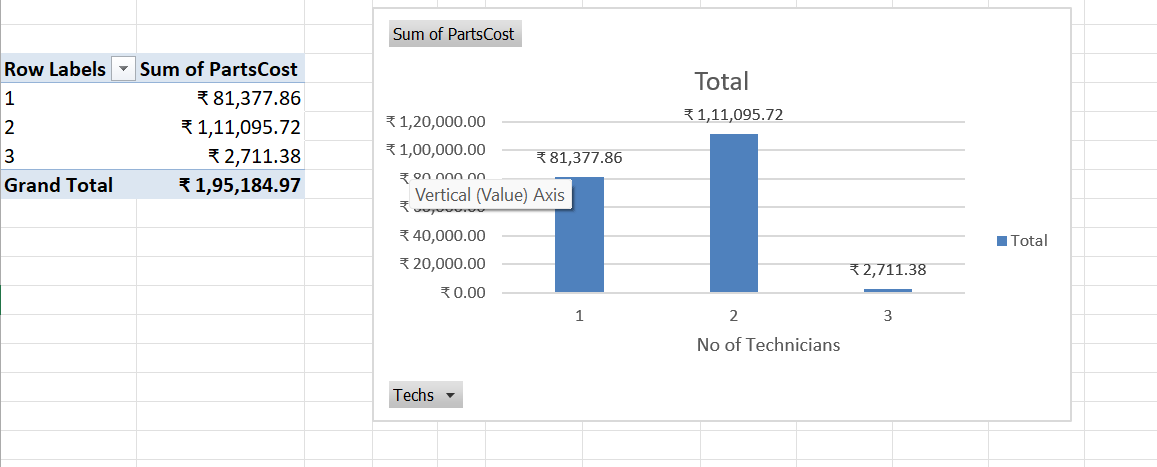 Row Labels Sum of PartsCost
1 ₹ 81,377.86
2 ₹ 1,11,095.72
3 ₹ 2,711.38
Grand Total ₹ 1,95,184.97
Sum of PartsCost
Total
₹ 1,20,000.00
₹ 1,00,000.00
₹ 40,000.00
₹ 20,000.00
₹ 0.00
Vertical (Value) Axis
₹ 81,377.86
₹ 1,11,095.72
₹ 2,711.38
1 2 3
No of Technicians
Total
Techs